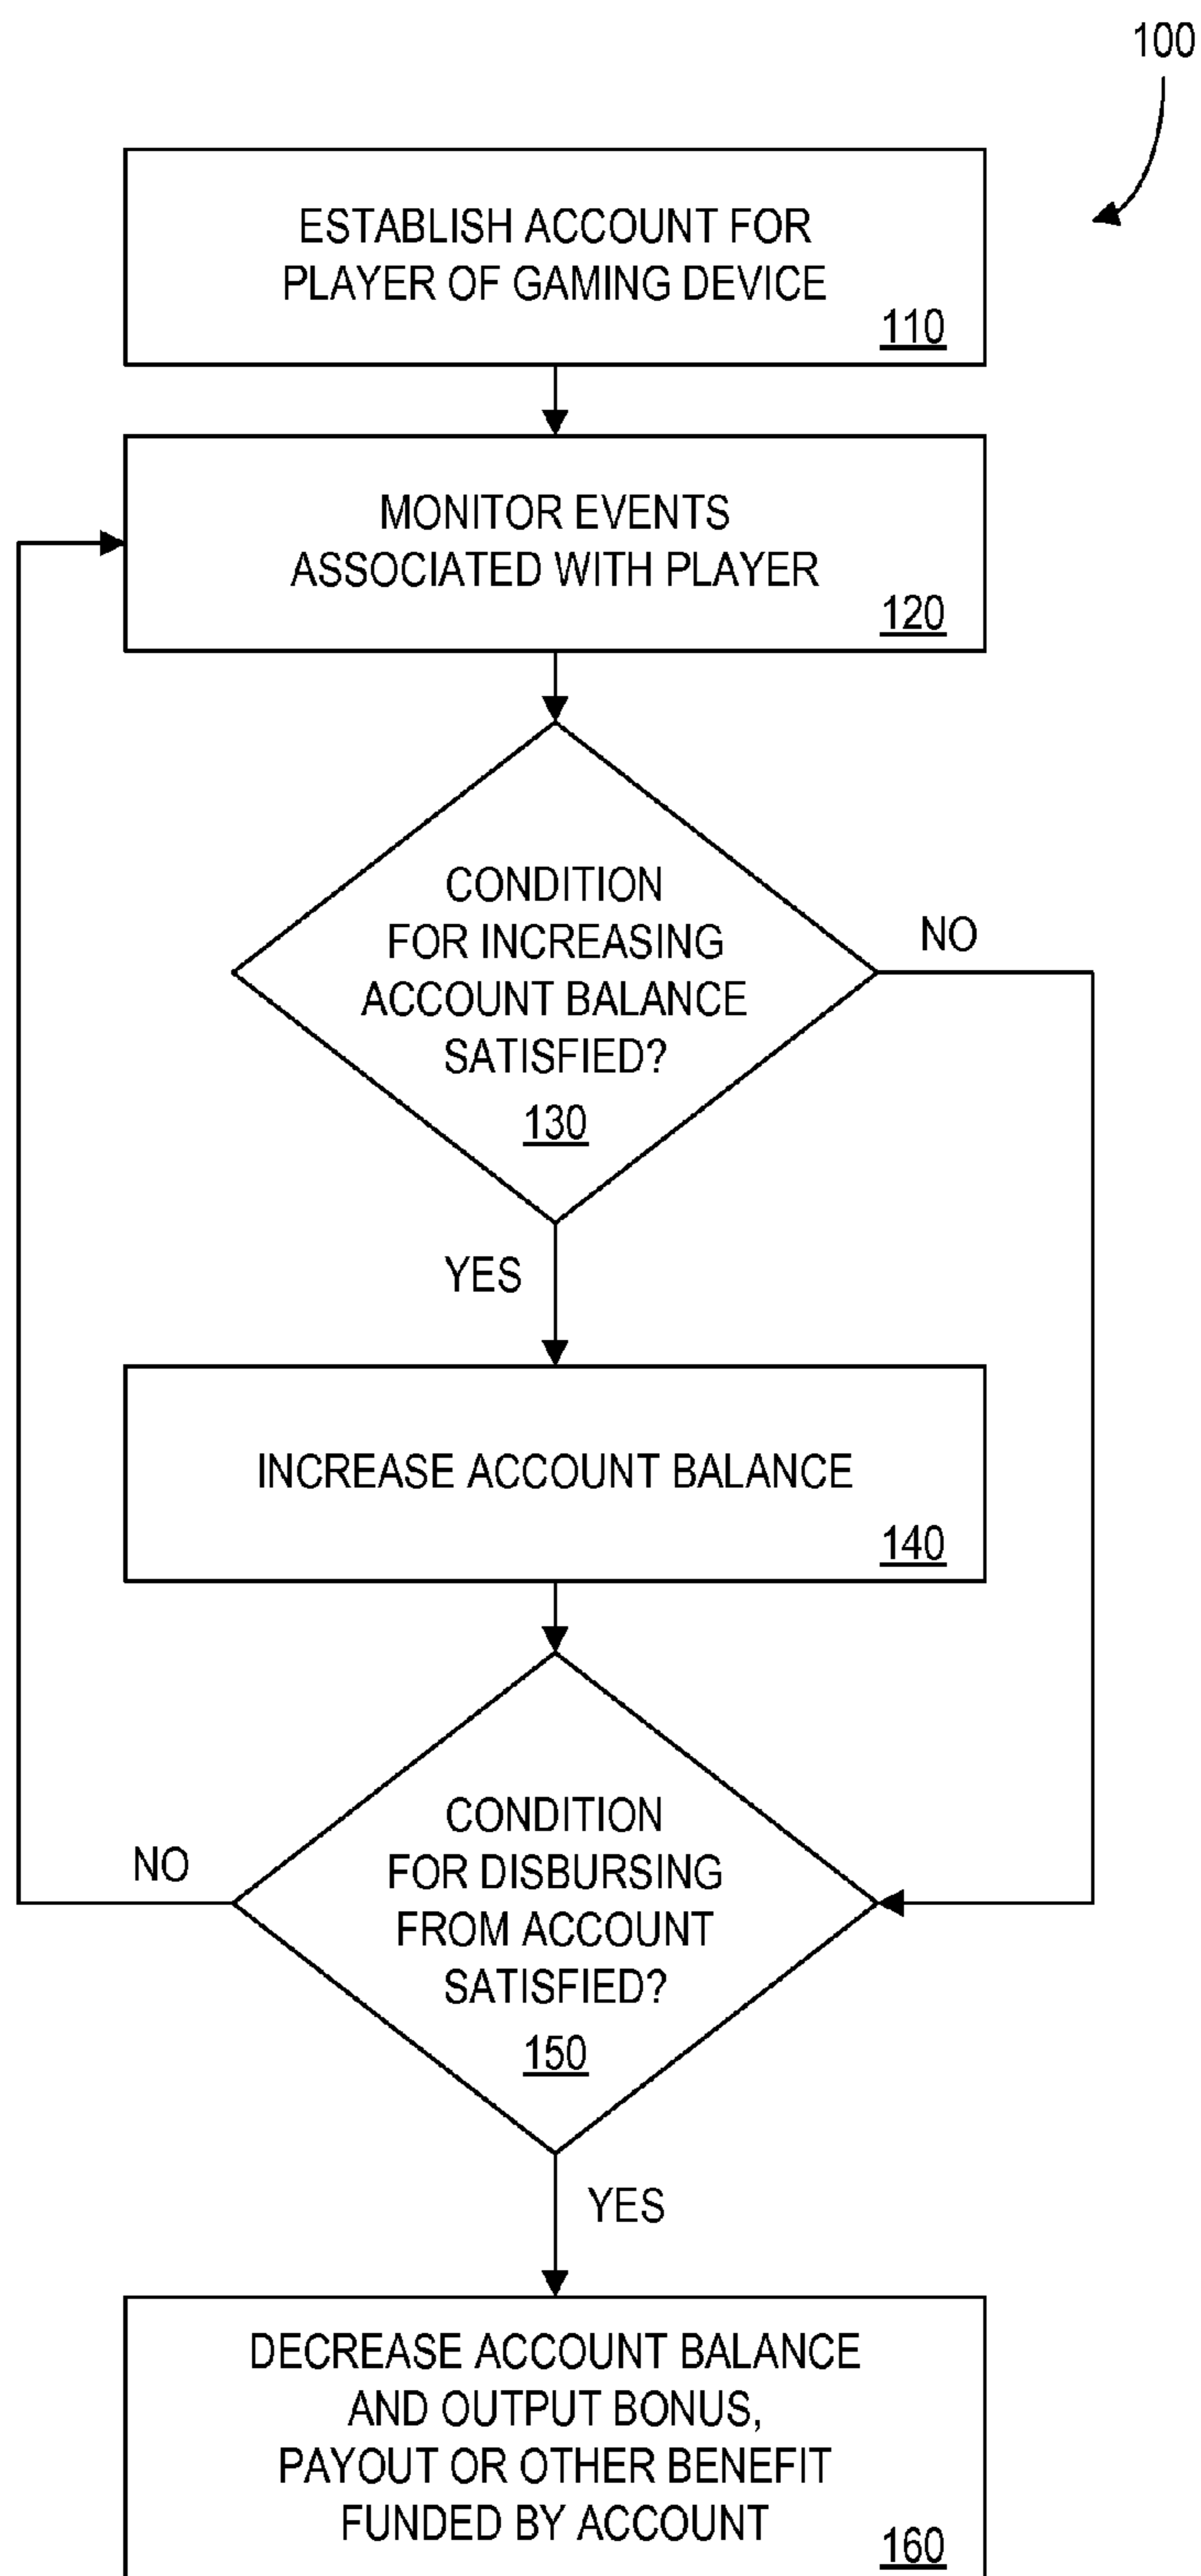 100
ESTABLISH ACCOUNT FOR
PLAYER OF GAMING DEVICE
110
MONITOR EVENTS
ASSOCIATED WITH PLAYER
120
CONDITION
FOR INCREASING
ACCOUNT BALANCE
SATISFIED?
130
NO
YES
INCREASE ACCOUNT BALANCE
140
CONDITION
FOR DISBURSING
FROM ACCOUNT
SATISFIED?
150
NO
YES
DECREASE ACCOUNT BALANCE
AND OUTPUT BONUS,
PAYOUT OR OTHER BENEFIT
FUNDED BY ACCOUNT
160